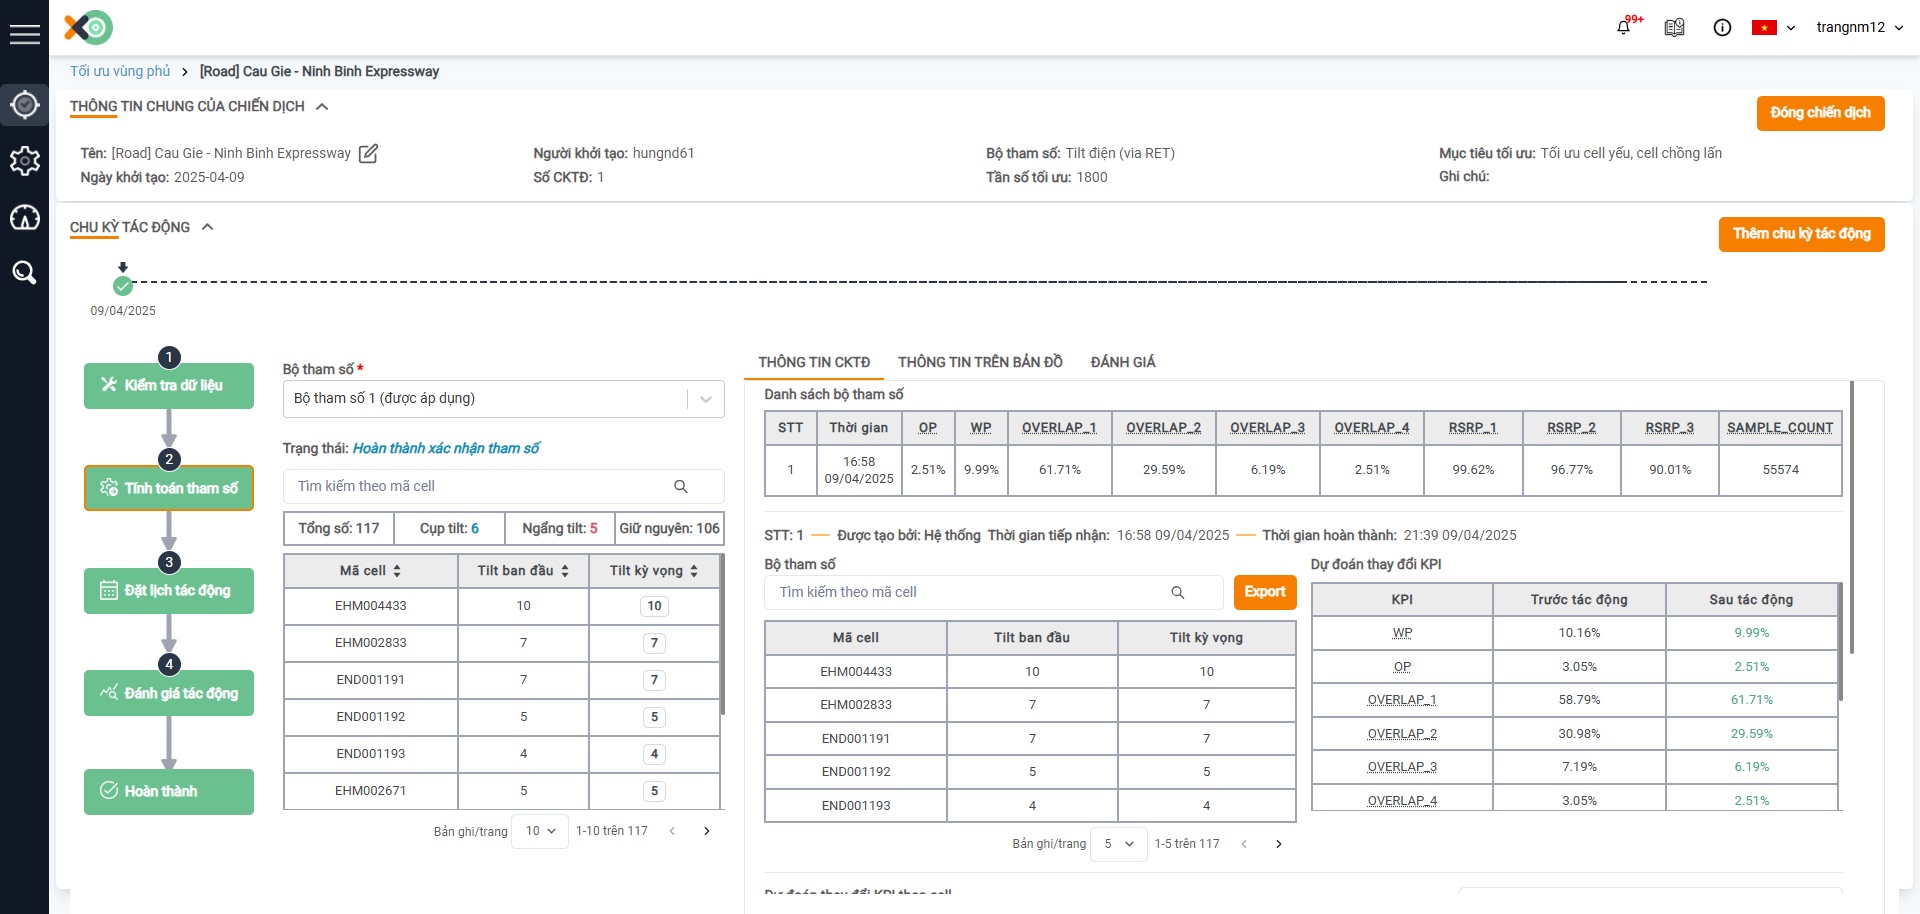 99+
trangnm12
Tối ưu vùng phủ
[Road] Cau Gie - Ninh Binh Expressway
THÔNG TIN CHUNG CỦA CHIẾN DỊCH
Đóng chiến dịch
Tên: [Road] Cau Gie - Ninh Binh Expressway
Người khởi tạo: hungnd61
Bộ tham số: Tilt điện (via RET)
Mục tiêu tối ưu: Tối ưu cell yếu, cell chồng lấn
Ngày khởi tạo: 2025-04-09
Số CKTĐ: 1
Tần số tối ưu: 1800
Ghi chú:
CHU KỲ TÁC ĐỘNG
Thêm chu kỳ tác động
09/04/2025
1
Kiểm tra dữ liệu
2
Tính toán tham số
3
Đặt lịch tác động
4
Đánh giá tác động
Hoàn thành
Bộ tham số *
Bộ tham số 1 (được áp dụng)
Trạng thái: Hoàn thành xác nhận tham số
Tìm kiếm theo mã cell
Tổng số: 117 Cụp tilt: 6 Ngẩng tilt: 5 Giữ nguyên: 106
Mã cell Tilt ban đầu Tilt kỳ vọng
EHM004433 10 10
EHM002833 7 7
END001191 7 7
END001192 5 5
END001193 4 4
EHM002671 5 5
Bản ghi/trang 10 1-10 trên 117
THÔNG TIN CKTĐ THÔNG TIN TRÊN BẢN ĐỒ ĐÁNH GIÁ
Danh sách bộ tham số
STT Thời gian OP WP OVERLAP_1 OVERLAP_2 OVERLAP_3 OVERLAP_4 RSRP_1 RSRP_2 RSRP_3 SAMPLE_COUNT
1 16:58 09/04/2025 2.51% 9.99% 61.71% 29.59% 6.19% 2.51% 99.62% 96.77% 90.01% 55574
STT: 1 Được tạo bởi: Hệ thống Thời gian tiếp nhận: 16:58 09/04/2025 Thời gian hoàn thành: 21:39 09/04/2025
Bộ tham số
Tìm kiếm theo mã cell
Export
Mã cell Tilt ban đầu Tilt kỳ vọng
EHM004433 10 10
EHM002833 7 7
END001191 7 7
END001192 5 5
END001193 4 4
Bản ghi/trang 5 1-5 trên 117
Dự đoán thay đổi KPI
KPI Trước tác động Sau tác động
WP 10.16% 9.99%
OP 3.05% 2.51%
OVERLAP_1 58.79% 61.71%
OVERLAP_2 30.98% 29.59%
OVERLAP_3 7.19% 6.19%
OVERLAP_4 3.05% 2.51%
Dự đoán thay đổi KPI theo cell